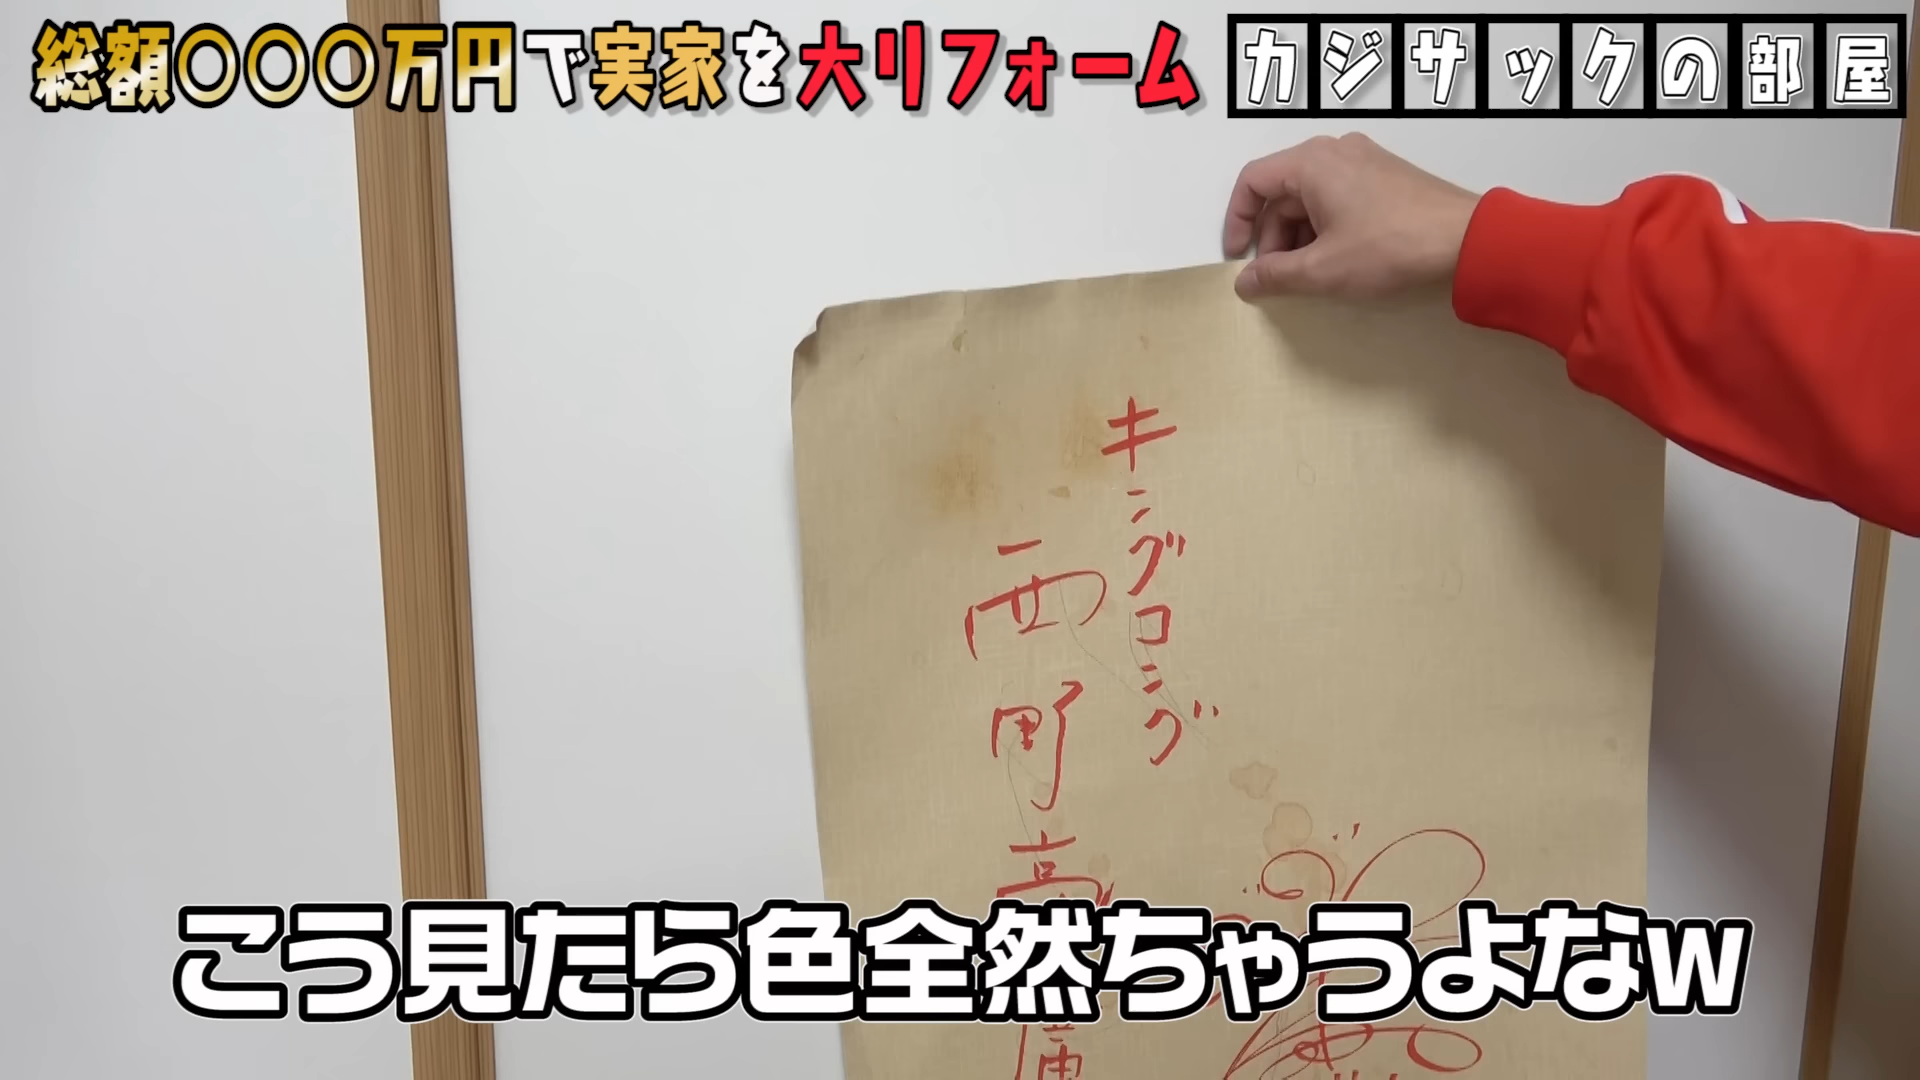 総額〇〇〇万円で実家を大リフォーム
カジサックの部屋
キングコング
西野亮廣
こう見たら色全然ちゃうよなw